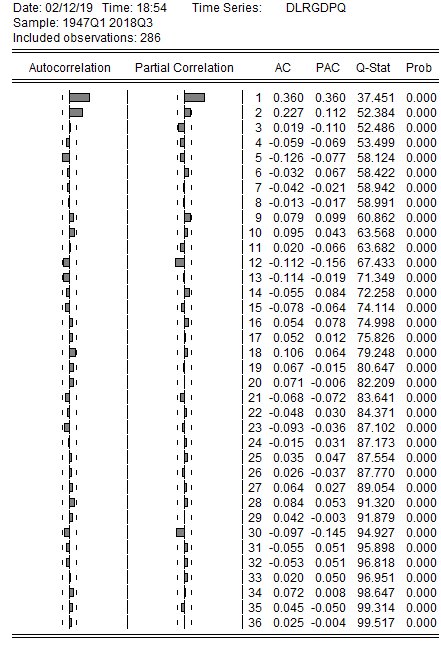 Date: 02/12/19 Time: 18:54 Time Series: DLRGDPQ
Sample: 1947Q1 2018Q3
Included observations: 286
Autocorrelation Partial Correlation AC PAC Q-Stat Prob
1 0.360 0.360 37.451 0.000
2 0.227 0.112 52.384 0.000
3 0.019 -0.110 52.486 0.000
4 -0.059 -0.069 53.499 0.000
5 -0.126 -0.077 58.124 0.000
6 -0.032 0.067 58.422 0.000
7 -0.042 -0.021 58.942 0.000
8 -0.013 -0.017 58.991 0.000
9 0.079 0.099 60.862 0.000
10 0.095 0.043 63.568 0.000
11 0.020 -0.066 63.682 0.000
12 -0.112 -0.156 67.433 0.000
13 -0.114 -0.019 71.349 0.000
14 -0.055 0.084 72.258 0.000
15 -0.078 -0.064 74.114 0.000
16 0.054 0.078 74.998 0.000
17 0.052 0.012 75.826 0.000
18 0.106 0.064 79.248 0.000
19 0.067 -0.015 80.647 0.000
20 0.071 -0.006 82.209 0.000
21 -0.068 -0.072 83.641 0.000
22 -0.048 0.030 84.371 0.000
23 -0.093 -0.036 87.102 0.000
24 -0.015 0.031 87.173 0.000
25 0.035 0.047 87.554 0.000
26 0.026 -0.037 87.770 0.000
27 0.064 0.027 89.054 0.000
28 0.084 0.053 91.320 0.000
29 0.042 -0.003 91.879 0.000
30 -0.097 -0.145 94.927 0.000
31 -0.055 0.051 95.898 0.000
32 -0.053 0.051 96.818 0.000
33 0.020 0.050 96.951 0.000
34 0.072 0.008 98.647 0.000
35 0.045 -0.050 99.314 0.000
36 0.025 -0.004 99.517 0.000